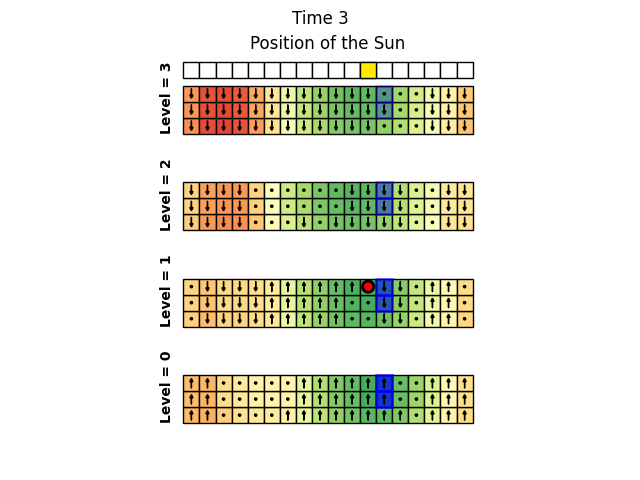 Time 3
Position of the Sun
Level = 3
Level = 2
Level = 1
Level = 0